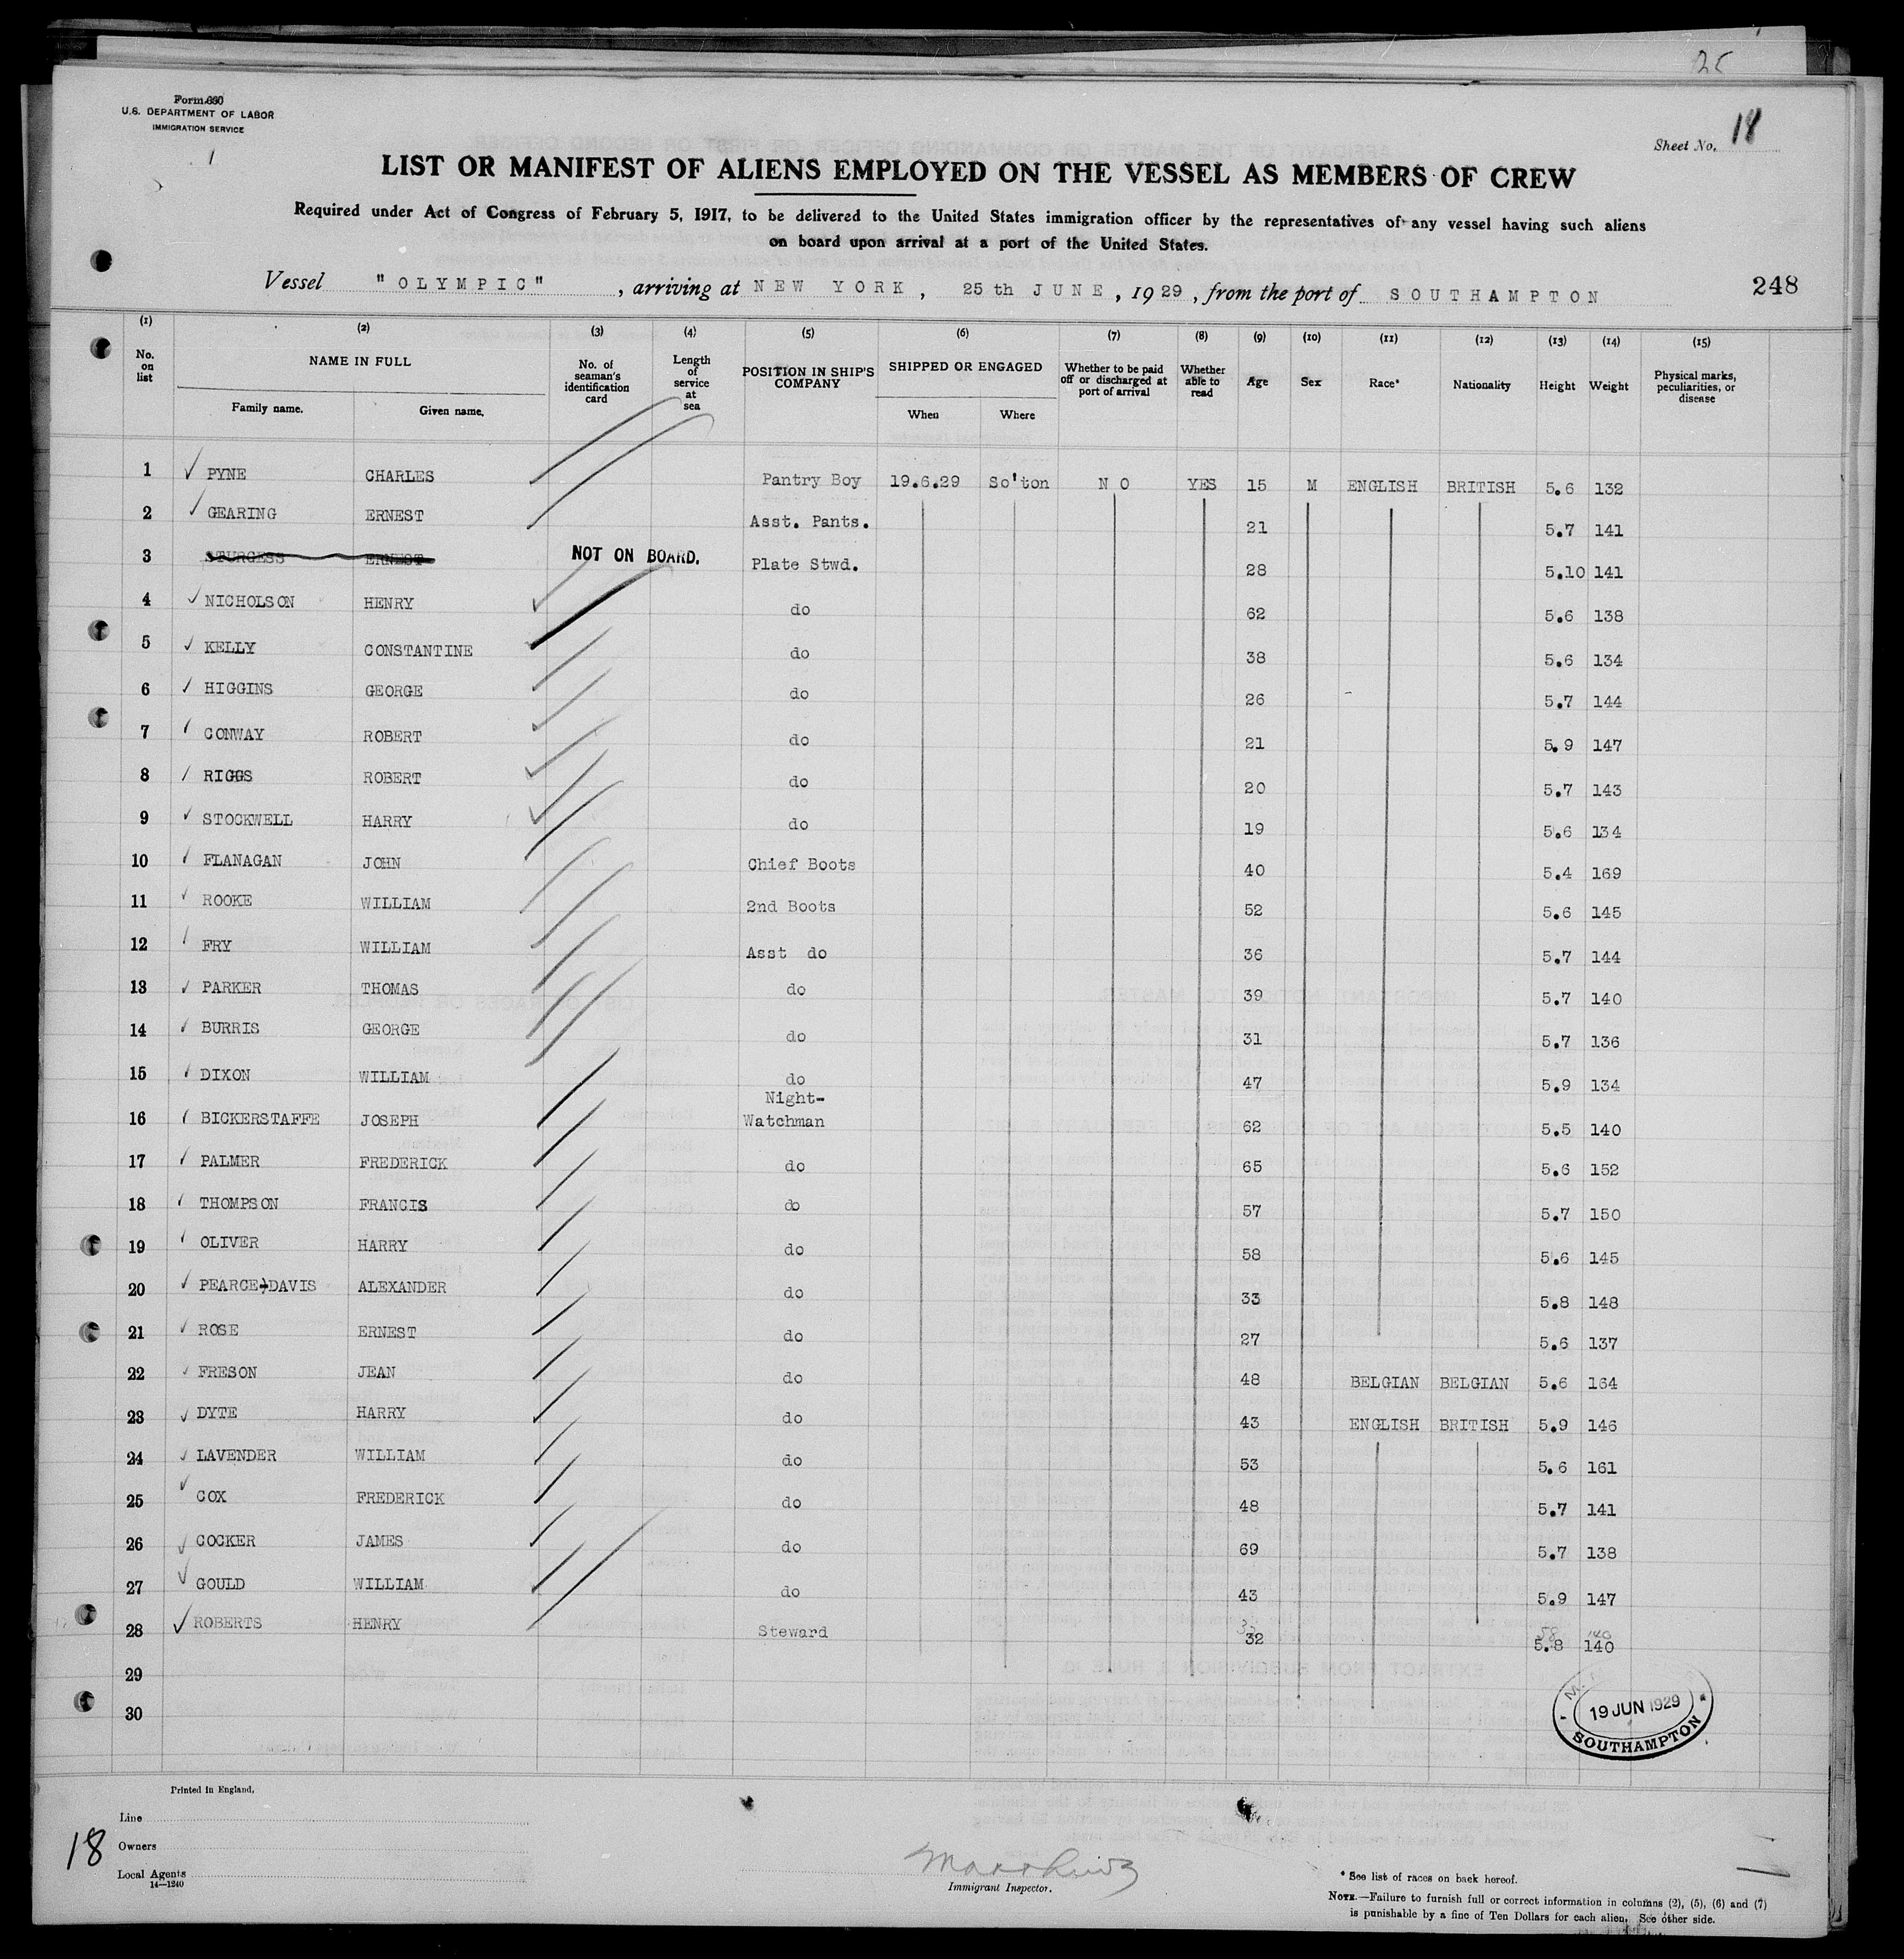 25
Form 680
U.S. DEPARTMENT OF LABOR
IMMIGRATION SERVICE
Sheet No. 18
LIST OR MANIFEST OF ALIENS EMPLOYED ON THE VESSEL AS MEMBERS OF CREW
Required under Act of Congress of February 5, 1917, to be delivered to the United States immigration officer by the representatives of any vessel having such aliens
on board upon arrival at a port of the United States.
Vessel "OLYMPIC", arriving at NEW YORK, 25th JUNE, 1929, from the port of SOUTHAMPTON 248
(1) (2) (3) (4) (5) (6) (7) (8) (9) (10) (11) (12) (13) (14) (15)
No. on list NAME IN FULL No. of seaman's identification card Length of service at sea POSITION IN SHIP'S COMPANY SHIPPED OR ENGAGED Whether to be paid off or discharged at port of arrival Whether able to read Age Sex Race* Nationality Height Weight Physical marks, peculiarities, or disease
Family name. Given name. When Where
1 PYNE CHARLES Pantry Boy 19.6.29 So'ton NO YES 15 M ENGLISH BRITISH 5.6 132
2 GEARING ERNEST Asst. Pants. 21 5.7 141
3 STURGESS ERNEST NOT ON BOARD. Plate Stwd. 28 5.10 141
4 NICHOLSON HENRY do 62 5.6 138
5 KELLY CONSTANTINE do 38 5.6 134
6 HIGGINS GEORGE do 26 5.7 144
7 CONWAY ROBERT do 21 5.9 147
8 RIGGS ROBERT do 20 5.7 143
9 STOCKWELL HARRY do 19 5.6 134
10 FLANAGAN JOHN Chief Boots 40 5.4 169
11 ROOKE WILLIAM 2nd Boots 52 5.6 145
12 FRY WILLIAM Asst do 36 5.7 144
13 PARKER THOMAS do 39 5.7 140
14 BURRIS GEORGE do 31 5.7 136
15 DIXON WILLIAM do 47 5.9 134
16 BICKERSTAFFE JOSEPH Night-Watchman 62 5.5 140
17 PALMER FREDERICK do 65 5.6 152
18 THOMPSON FRANCIS do 57 5.7 150
19 OLIVER HARRY do 58 5.6 145
20 PEARCE-DAVIS ALEXANDER do 33 5.8 148
21 ROSE ERNEST do 27 5.6 137
22 FRESON JEAN do 48 BELGIAN BELGIAN 5.6 164
23 DYTE HARRY do 43 ENGLISH BRITISH 5.9 146
24 LAVENDER WILLIAM do 53 5.6 161
25 COX FREDERICK do 48 5.7 141
26 COCKER JAMES do 69 5.7 138
27 GOULD WILLIAM do 43 5.9 147
28 ROBERTS HENRY Steward 32 5.8 140
29
30
19 JUN 1929
SOUTHAMPTON
Printed in England.
Line
Owners
Local Agents
14—1240
18
Immigrant Inspector.
* See list of races on back hereof.
NOTE.—Failure to furnish full or correct information in columns (2), (5), (6) and (7)
is punishable by a fine of Ten Dollars for each alien. See other side.